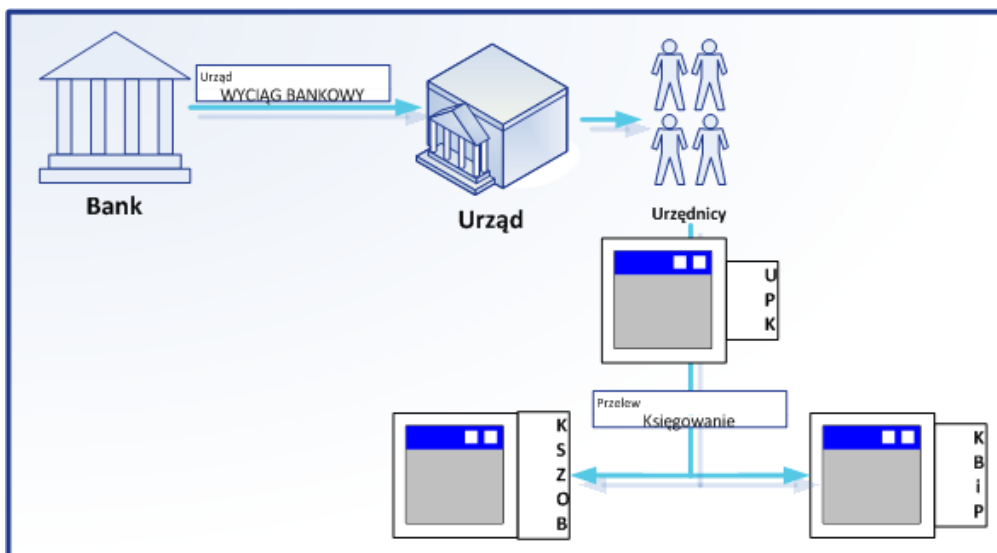 Urząd
WYCIĄG BANKOWY
Bank
Urząd
Urzędnicy
U
P
K
Przelew
Księgowanie
K
S
Z
O
B
K
B
i
P